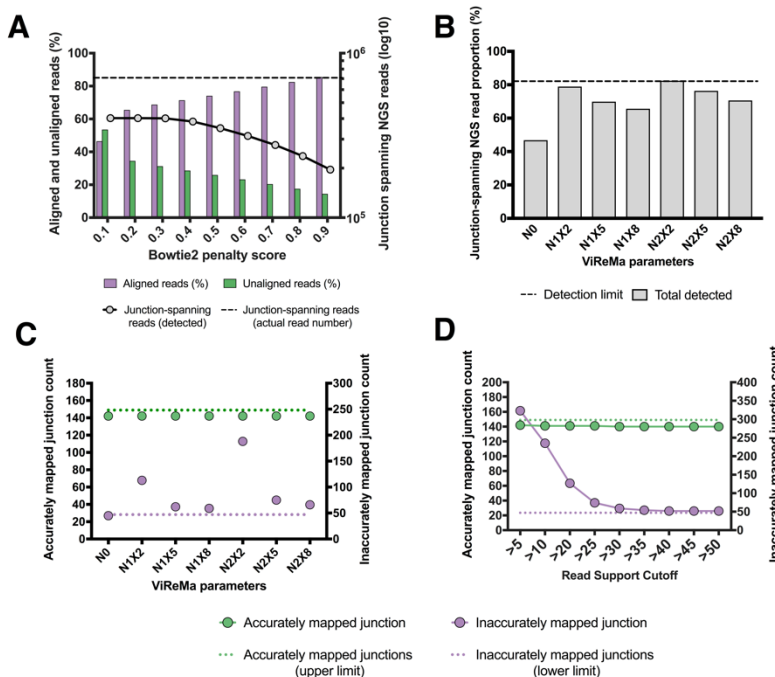 A
Aligned and unaligned reads (%)
100
80
60
40
20
0
10^6
10^5
Junction spanning NGS reads (log10)
0.1 0.2 0.3 0.4 0.5 0.6 0.7 0.8 0.9
Bowtie2 penalty score
Aligned reads (%) Unaligned reads (%)
Junction-spanning reads (detected)
Junction-spanning reads (actual read number)
B
Junction-spanning NGS read proportion (%)
100
80
60
40
20
0
N0 N1X2 N1X5 N1X8 N2X2 N2X5 N2X8
ViReMa parameters
Detection limit Total detected
C
Accurately mapped junction count
180
160
140
120
100
80
60
40
20
0
300
250
200
150
100
50
0
Inaccurately mapped junction count
N0 N1X2 N1X5 N1X8 N2X2 N2X5 N2X8
ViReMa parameters
D
Accurately mapped junction count
200
180
160
140
120
100
80
60
40
20
0
400
350
300
250
200
150
100
50
0
Inaccurately mapped junction count
>5 >10 >20 >25 >30 >35 >40 >45 >50
Read Support Cutoff
Accurately mapped junction Inaccurately mapped junction
Accurately mapped junctions
(upper limit)
Inaccurately mapped junctions
(lower limit)